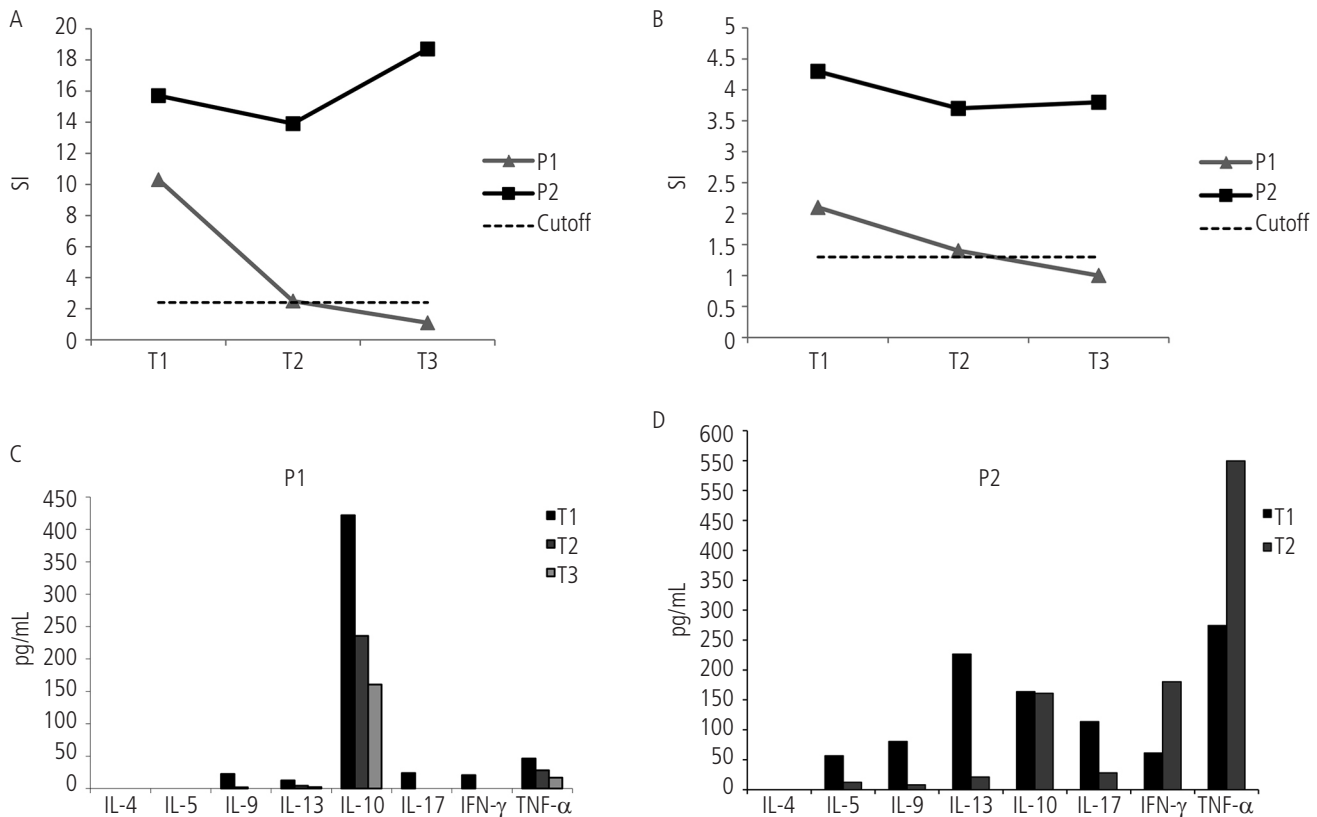 A
20
18
16
14
12
10
8
6
4
2
0
SI
T1 T2 T3
P1
P2
Cutoff
B
5
4.5
4
3.5
3
2.5
2
1.5
1
0.5
0
SI
T1 T2 T3
P1
P2
Cutoff
C
P1
450
400
350
300
250
200
150
100
50
0
pg/mL
IL-4 IL-5 IL-9 IL-13 IL-10 IL-17 IFN-γ TNF-α
T1
T2
T3
D
P2
600
550
500
450
400
350
300
250
200
150
100
50
0
pg/mL
IL-4 IL-5 IL-9 IL-13 IL-10 IL-17 IFN-γ TNF-α
T1
T2